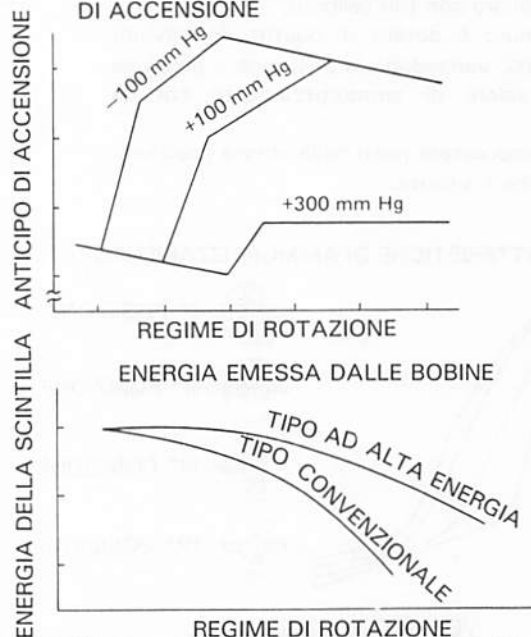 DI ACCENSIONE
ANTICIPO DI ACCENSIONE
-100 mm Hg
+100 mm Hg
+300 mm Hg
REGIME DI ROTAZIONE
ENERGIA EMESSA DALLE BOBINE
ENERGIA DELLA SCINTILLA
TIPO AD ALTA ENERGIA
TIPO CONVENZIONALE
REGIME DI ROTAZIONE